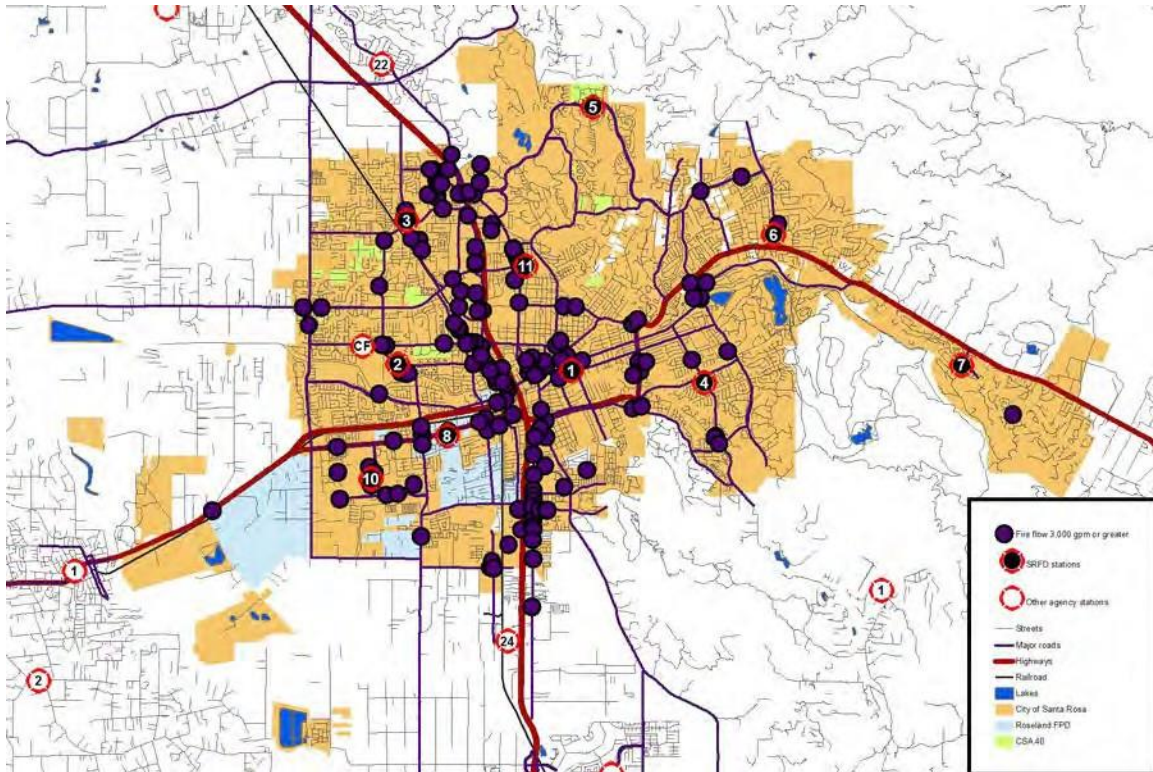 22
5
3
6
11
CF
2
1
7
4
8
10
1
1
24
2
Fire flow 3,000 gpm or greater
SRFD stations
Other agency stations
Streets
Major roads
Highways
Railroad
Lakes
City of Santa Rosa
Roseland FPD
CSA 40